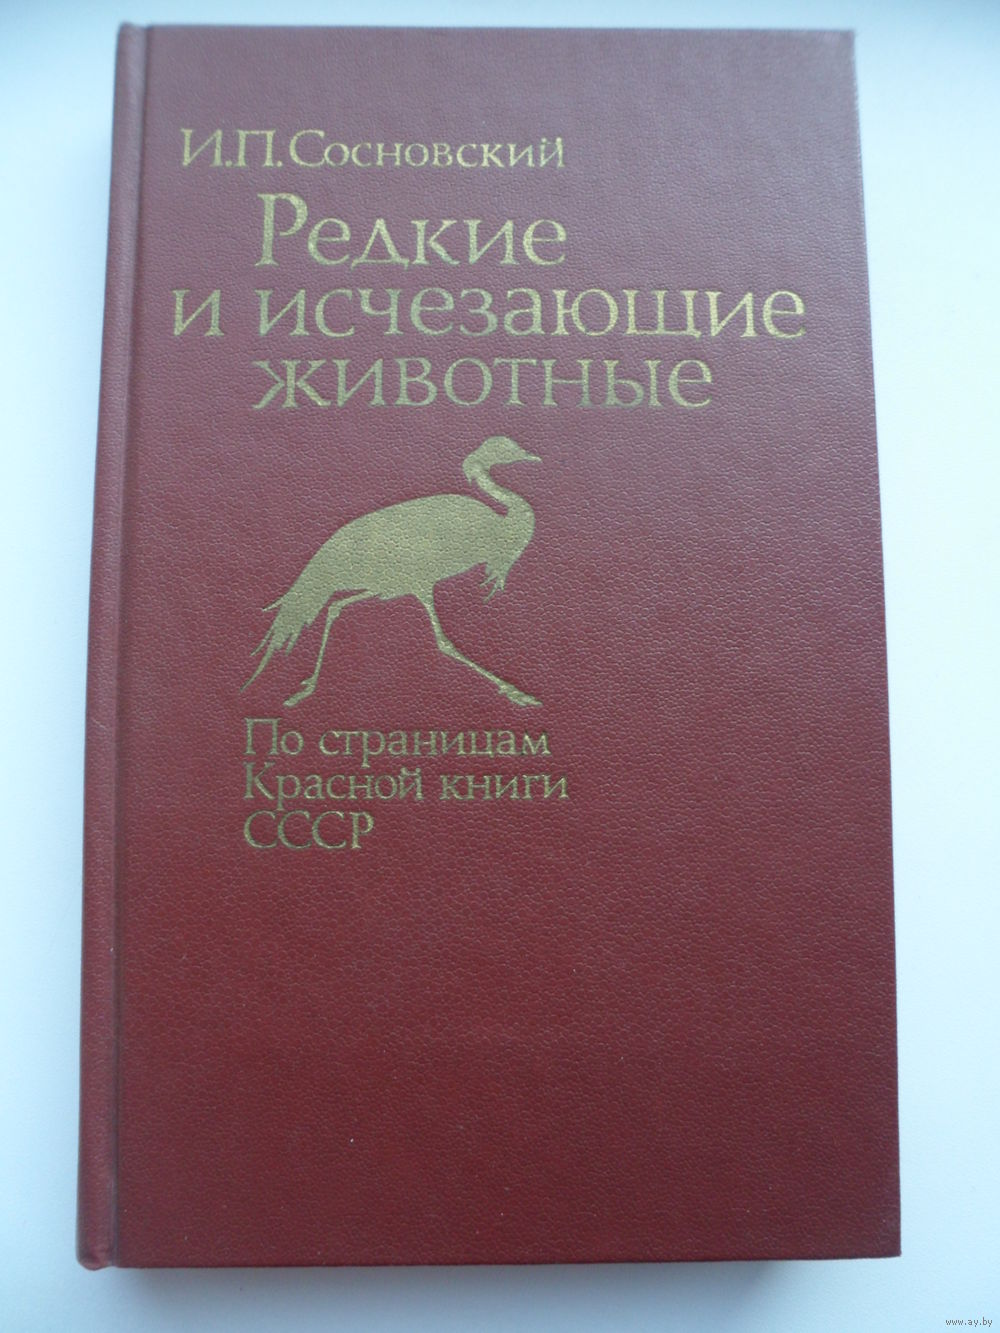 И.П.Сосновский
Редкие
и исчезающие
животные
По страницам
Красной книги
СССР
www.ay.by